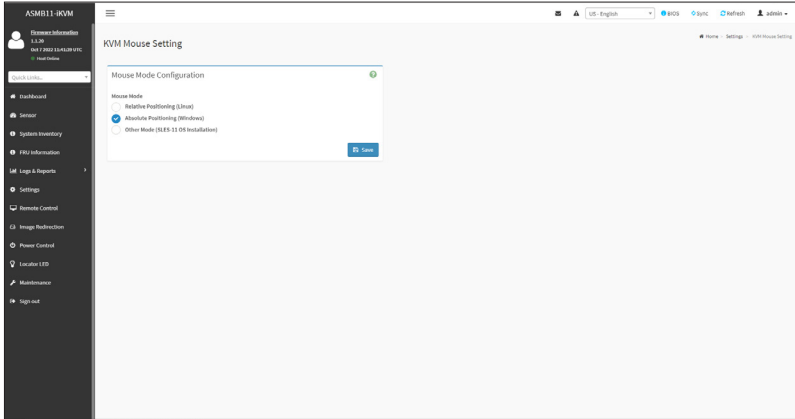 ASMB11-iKVM
Firmware Information
1.1.20
Oct 7 2022 11:41:20 UTC
Host Online
Quick Links...
Dashboard
Sensor
System Inventory
FRU Information
Logs & Reports
Settings
Remote Control
Image Redirection
Power Control
Locator LED
Maintenance
Sign out
US - English
BIOS
Sync
Refresh
admin
KVM Mouse Setting
Home > Settings > KVM Mouse Setting
Mouse Mode Configuration
Mouse Mode
Relative Positioning (Linux)
Absolute Positioning (Windows)
Other Mode (SLES-11 OS Installation)
Save